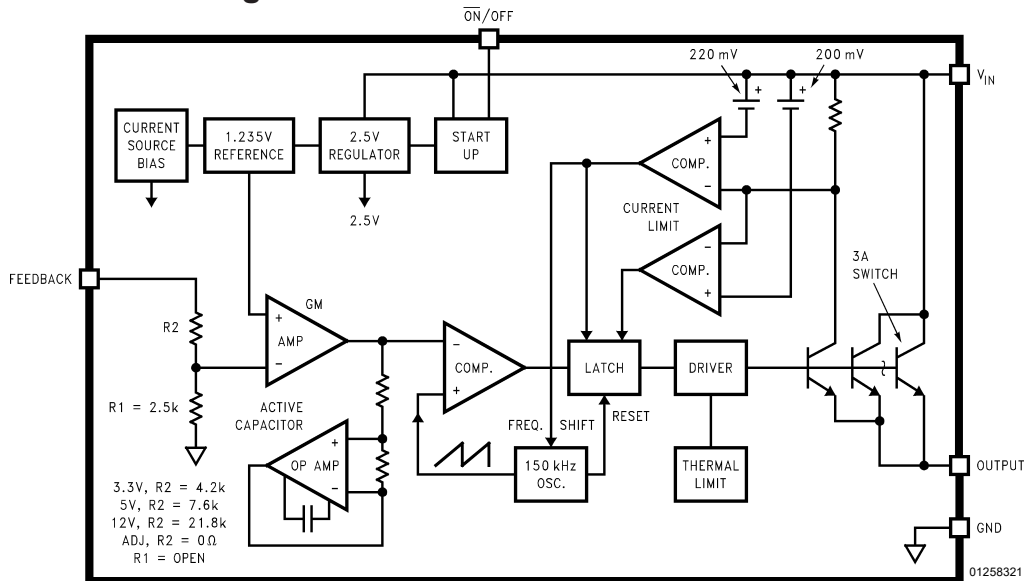 ON/OFF
220 mV
200 mV
VIN
CURRENT
SOURCE
BIAS
1.235V
REFERENCE
2.5V
REGULATOR
START
UP
+
+
+
COMP.
−
2.5V
CURRENT
LIMIT
−
COMP.
+
3A
SWITCH
FEEDBACK
R2
GM
+
AMP
−
−
COMP.
+
LATCH
DRIVER
R1 = 2.5k
ACTIVE
CAPACITOR
+
OP AMP
−
FREQ. SHIFT
RESET
150 kHz
OSC.
THERMAL
LIMIT
OUTPUT
GND
3.3V, R2 = 4.2k
5V, R2 = 7.6k
12V, R2 = 21.8k
ADJ, R2 = 0Ω
R1 = OPEN
01258321